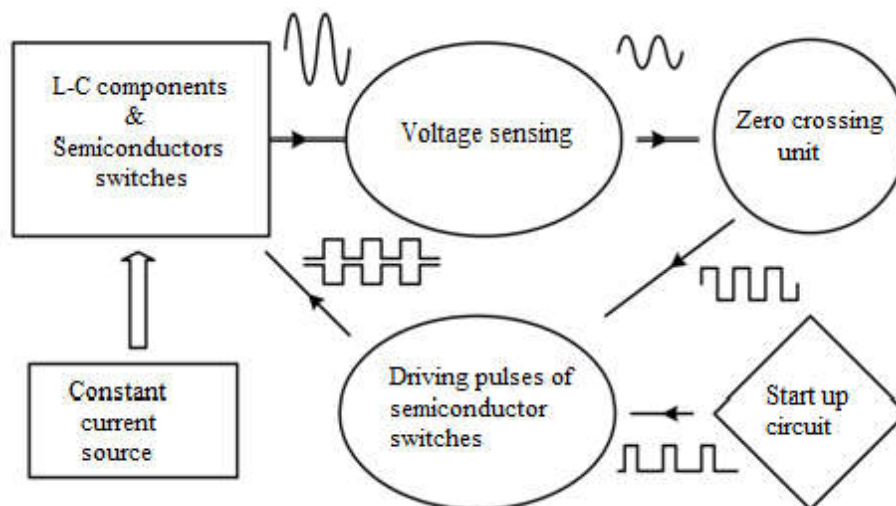 L-C components
&
Semiconductors
switches
Voltage sensing
Zero crossing
unit
Constant
current
source
Driving pulses of
semiconductor
switches
Start up
circuit